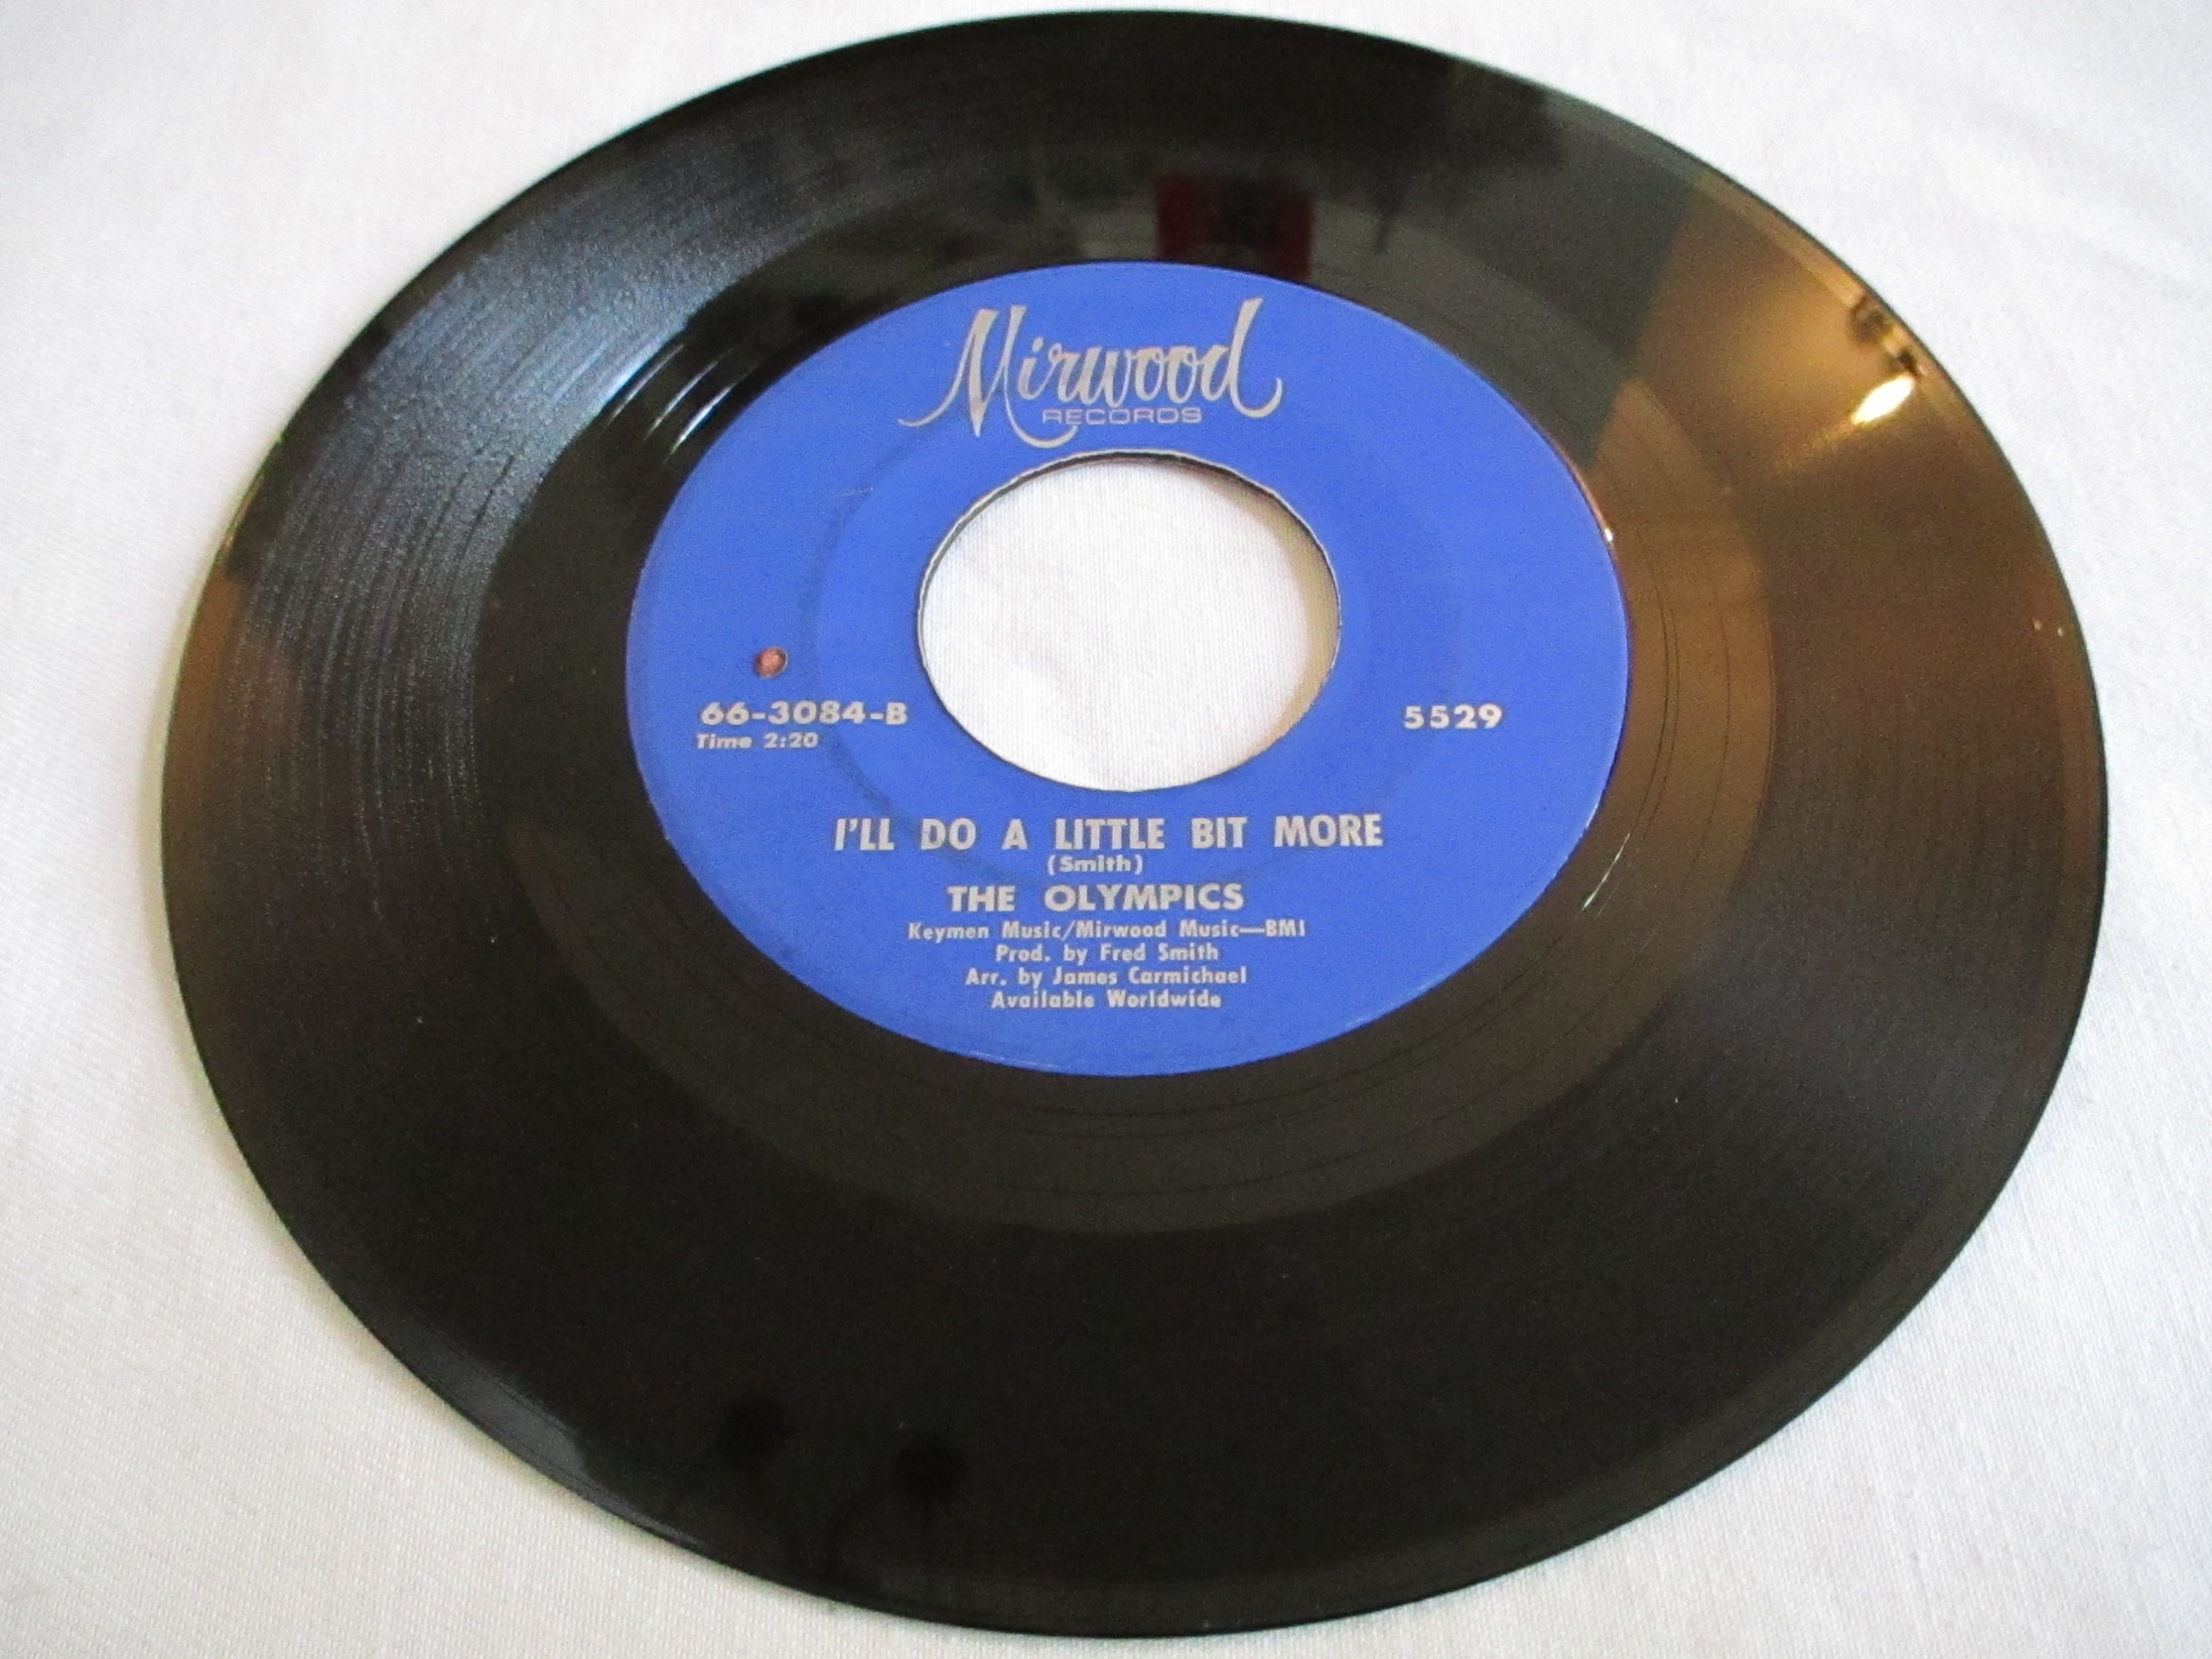 Mirwood
RECORDS
66-3084-B
Time 2:20
5529
I'LL DO A LITTLE BIT MORE
(Smith)
THE OLYMPICS
Keymen Music/Mirwood Music—BMI
Prod. by Fred Smith
Arr. by James Carmichael
Available Worldwide